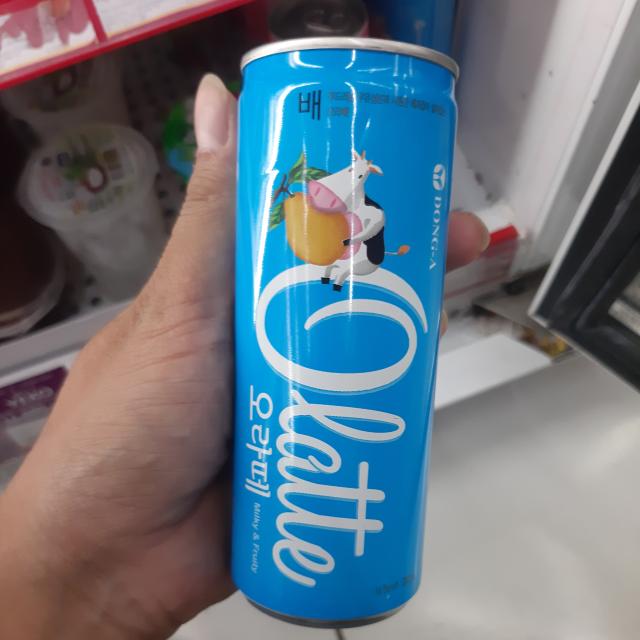 배
DONG-A
Olatte
오라떼
Milky & Fruity